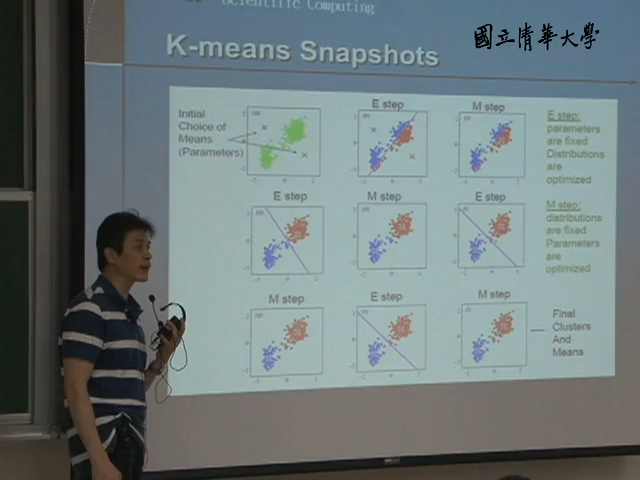 Scientific Computing
國立清華大學
K-means Snapshots
Initial
Choice of
Means
(Parameters)
E step
M step
E step:
parameters
are fixed
Distributions
are
optimized
E step
M step
E step
M step:
distributions
are fixed
Parameters
are
optimized
M step
E step
M step
Final
Clusters
And
Means